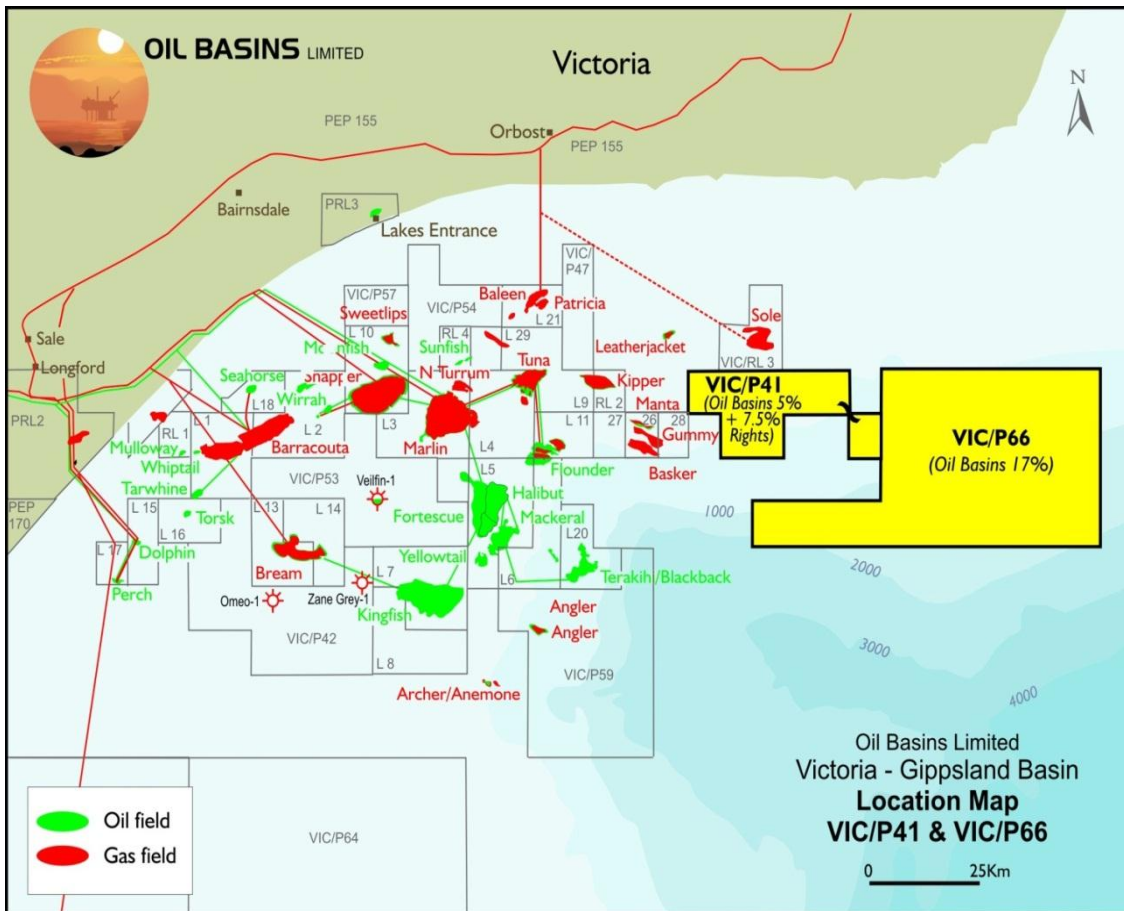 OIL BASINS LIMITED
Victoria
N
PEP 155
Orbost
PEP 155
Bairnsdale
PRL3
Lakes Entrance
VIC/
P47
VIC/P57
VIC/P54
Baleen
Patricia
Sweetlips
L 21
Sole
Sale
L 10
RL 4
L 29
Leatherjacket
Sunfish
VIC/RL 3
Longford
Tuna
Seahorse
Snapper
N Turrum
Kipper
VIC/P41
(Oil Basins 5%
+ 7.5%
Rights)
PRL2
Wirrah
L9
RL 2
Manta
L 1
L18
L 2
L3
L 11
27
26
28
VIC/P66
(Oil Basins 17%)
Mulloway
RL 1
Barracouta
Marlin
L4
Gummy
Whiptail
Flounder
Basker
Tarwhine
VIC/P53
L5
Veilfin-1
Halibut
PEP
170
L 15
Torsk
L 13
L 14
Fortescue
Mackeral
1000
L 16
L 17
Dolphin
Yellowtail
L20
2000
Bream
L 7
L6
Terakihi/Blackback
Perch
Omeo-1
Zane Grey-1
Kingfish
Angler
Angler
VIC/P42
3000
L 8
VIC/P59
Archer/Anemone
4000
Oil Basins Limited
Victoria - Gippsland Basin
Location Map
VIC/P41 & VIC/P66
Oil field
Gas field
VIC/P64
0 25Km